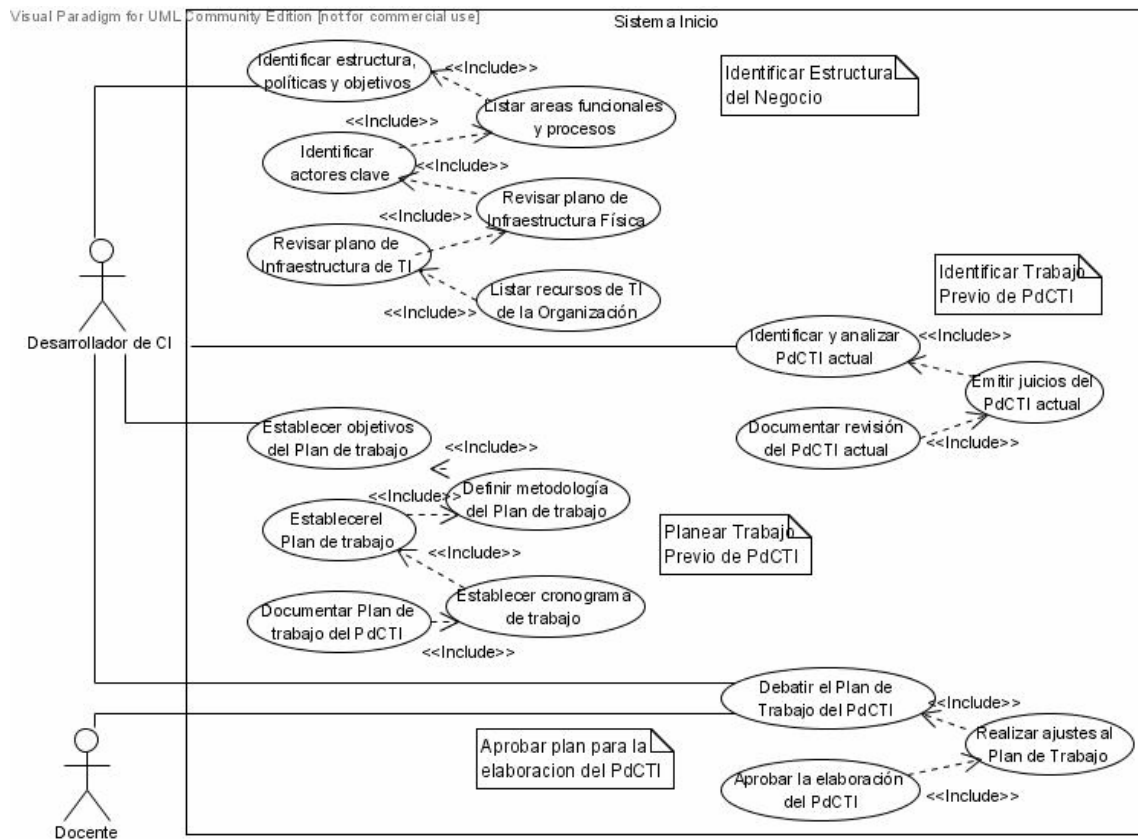 Visual Paradigm for UML Community Edition [not for commercial use]
Sistema Inicio
Identificar estructura,
políticas y objetivos
<<Include>>
Identificar Estructura
del Negocio
Listar areas funcionales
y procesos
<<Include>>
Identificar
actores clave
<<Include>>
Revisar plano de
Infraestructura Física
<<Include>>
Revisar plano de
Infraestructura de TI
Listar recursos de TI
de la Organización
<<Include>>
Identificar Trabajo
Previo de PdCTI
Desarrollador de CI
Identificar y analizar
PdCTI actual
<<Include>>
Emitir juicios del
PdCTI actual
Documentar revisión
del PdCTI actual
<<Include>>
Establecer objetivos
del Plan de trabajo
<<Include>>
Definir metodología
del Plan de trabajo
<<Include>>
Establecerel
Plan de trabajo
Planear Trabajo
Previo de PdCTI
<<Include>>
Establecer cronograma
de trabajo
Documentar Plan de
trabajo del PdCTI
<<Include>>
Debatir el Plan de
Trabajo del PdCTI
<<Include>>
Realizar ajustes al
Plan de Trabajo
Aprobar plan para la
elaboracion del PdCTI
Aprobar la elaboración
del PdCTI
<<Include>>
Docente